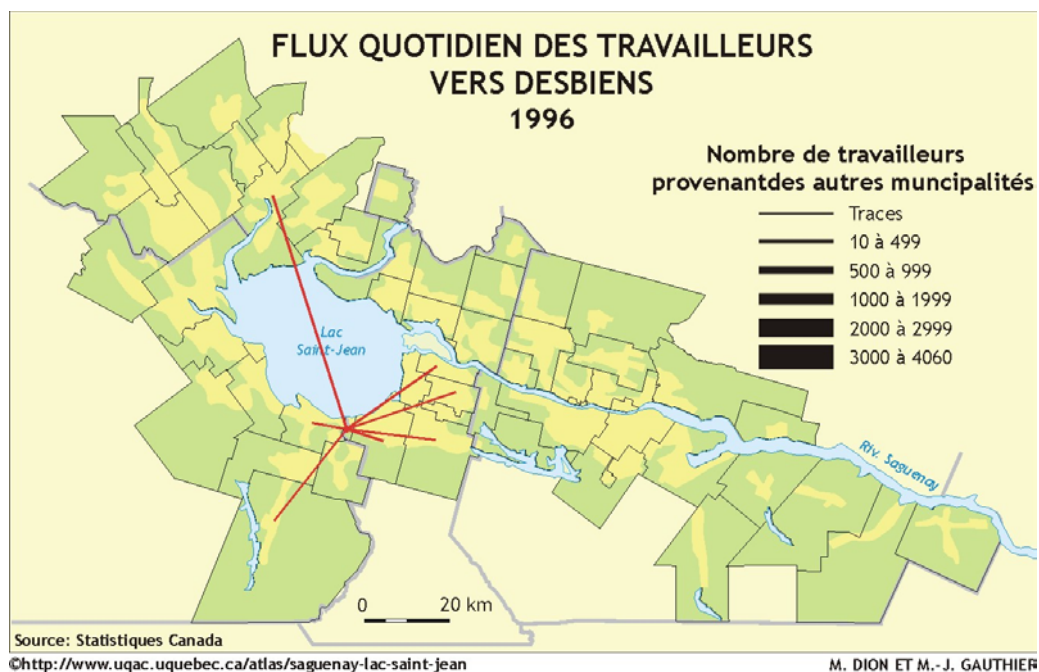 FLUX QUOTIDIEN DES TRAVAILLEURS
VERS DESBIENS
1996
Nombre de travailleurs
provenantdes autres muncipalités
Traces
10 à 499
500 à 999
1000 à 1999
2000 à 2999
3000 à 4060
Lac
Saint-Jean
Riv. Saguenay
0 20 km
Source: Statistiques Canada
©http://www.uqac.uquebec.ca/atlas/saguenay-lac-saint-jean
M. DION ET M.-J. GAUTHIER